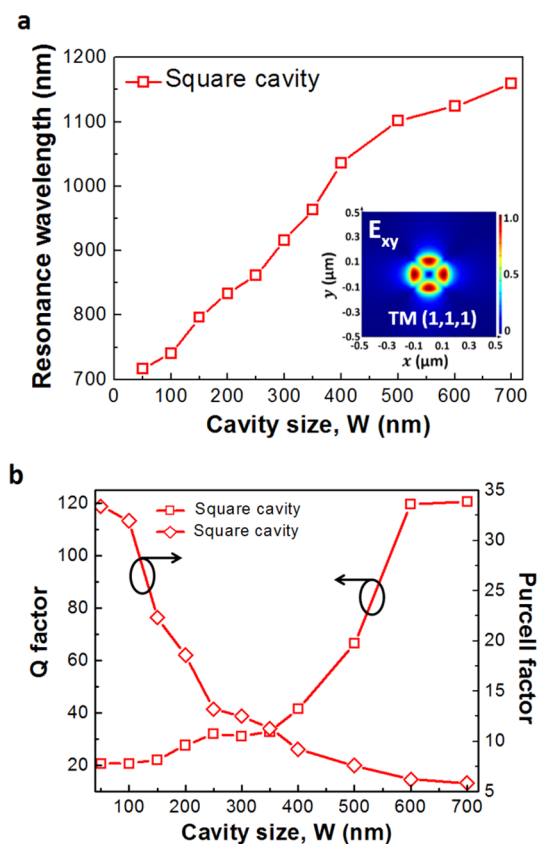 a
Resonance wavelength (nm)
1200
1100
1000
900
800
700
Square cavity
Exy
TM (1,1,1)
y (μm)
0.5
0.3
0.1
-0.1
-0.3
-0.5
-0.5 -0.3 -0.1 0.1 0.3 0.5
x (μm)
1.0
0.5
0
0 100 200 300 400 500 600 700
Cavity size, W (nm)
b
Q factor
120
100
80
60
40
20
Square cavity
Square cavity
35
30
25
20
15
10
5
Purcell factor
100 200 300 400 500 600 700
Cavity size, W (nm)